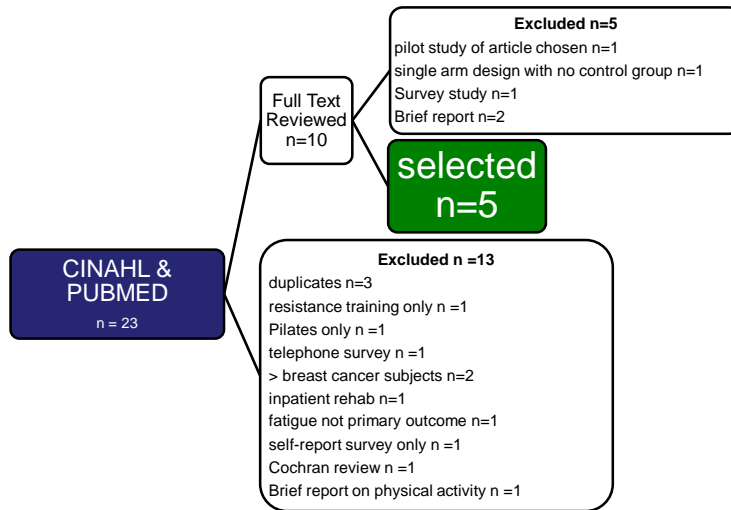 CINAHL &
PUBMED
n = 23
Full Text
Reviewed
n=10
Excluded n=5
pilot study of article chosen n=1
single arm design with no control group n=1
Survey study n=1
Brief report n=2
selected
n=5
Excluded n =13
duplicates n=3
resistance training only n =1
Pilates only n =1
telephone survey n =1
> breast cancer subjects n=2
inpatient rehab n=1
fatigue not primary outcome n=1
self-report survey only n =1
Cochran review n =1
Brief report on physical activity n =1